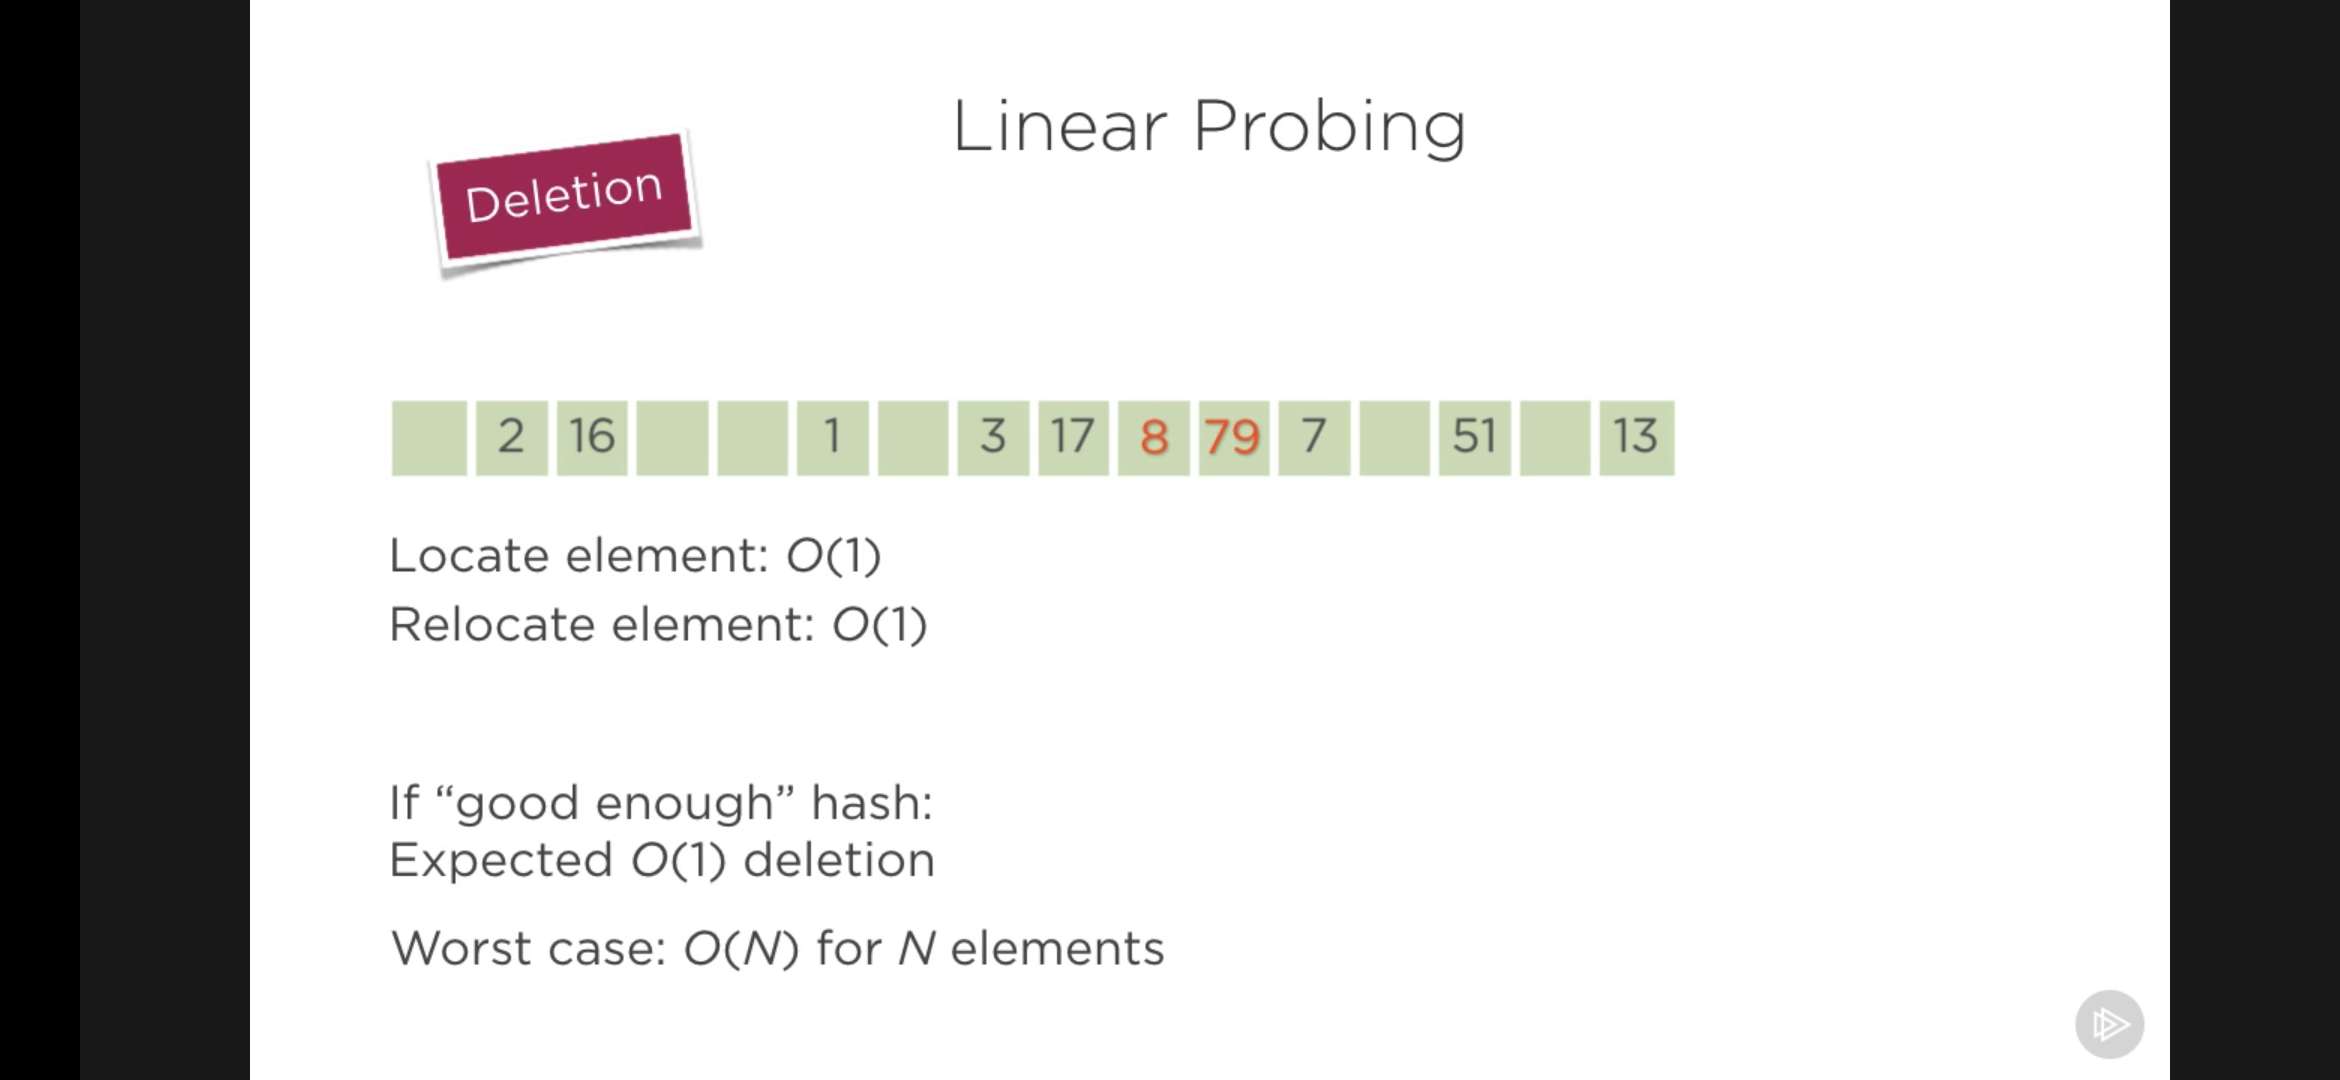 Linear Probing
Deletion
2 16 1 3 17 8 79 7 51 13
Locate element: O(1)
Relocate element: O(1)
If “good enough” hash:
Expected O(1) deletion
Worst case: O(N) for N elements